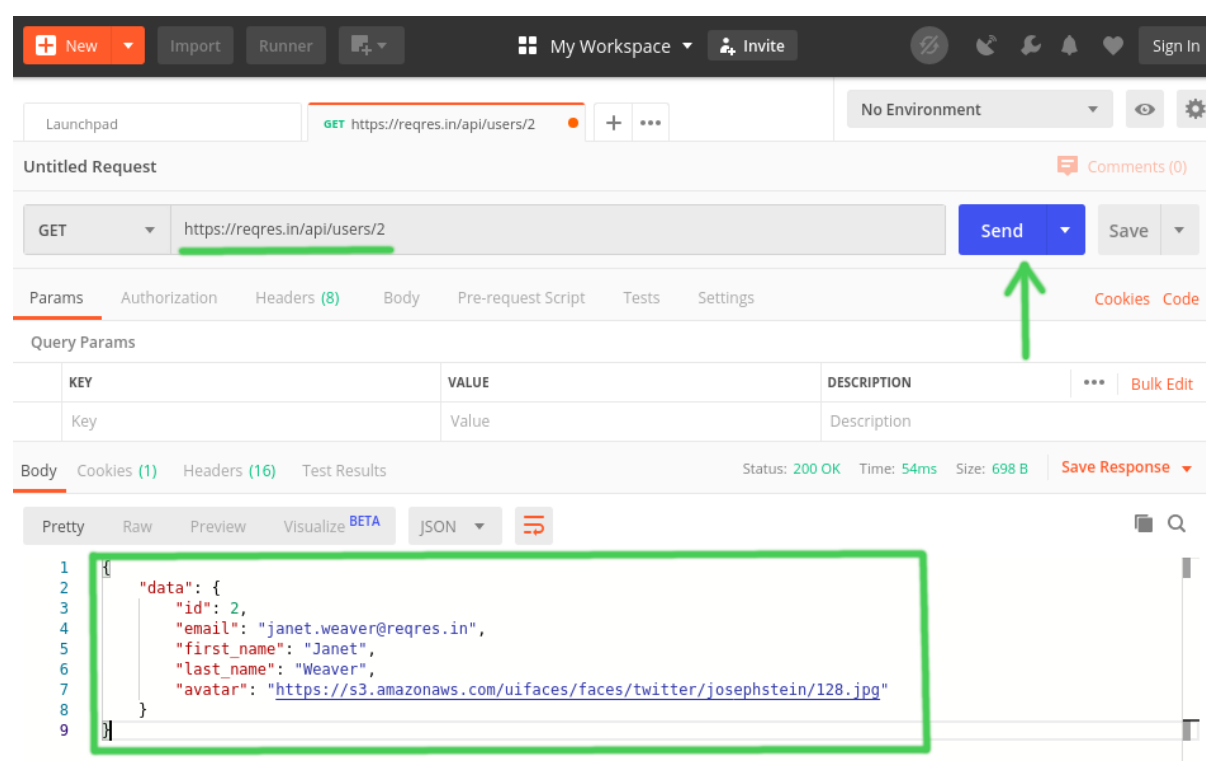 New Import Runner My Workspace Invite Sign In
Launchpad GET https://reqres.in/api/users/2 No Environment
Untitled Request Comments (0)
GET https://reqres.in/api/users/2 Send Save
Params Authorization Headers (8) Body Pre-request Script Tests Settings Cookies Code
Query Params
KEY VALUE DESCRIPTION Bulk Edit
Key Value Description
Body Cookies (1) Headers (16) Test Results Status: 200 OK Time: 54ms Size: 698 B Save Response
Pretty Raw Preview Visualize BETA JSON
1 {
2 "data": {
3 "id": 2,
4 "email": "janet.weaver@reqres.in",
5 "first_name": "Janet",
6 "last_name": "Weaver",
7 "avatar": "https://s3.amazonaws.com/uifaces/faces/twitter/josephstein/128.jpg"
8 }
9 }